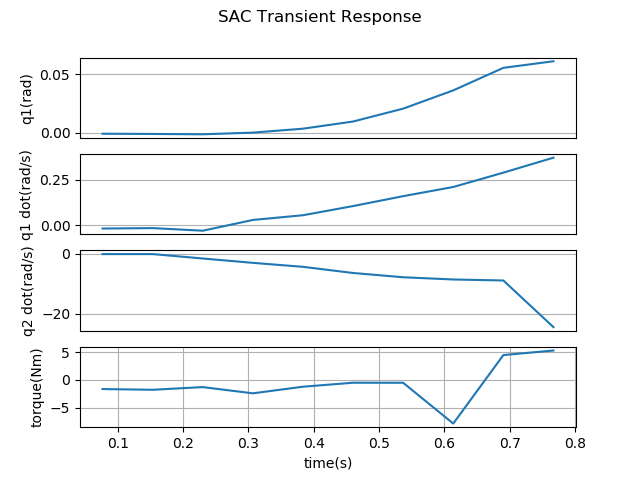 SAC Transient Response
q1(rad)
0.05
0.00
q1 dot(rad/s)
0.25
0.00
q2 dot(rad/s)
0
−20
torque(Nm)
5
0
−5
0.1 0.2 0.3 0.4 0.5 0.6 0.7 0.8
time(s)